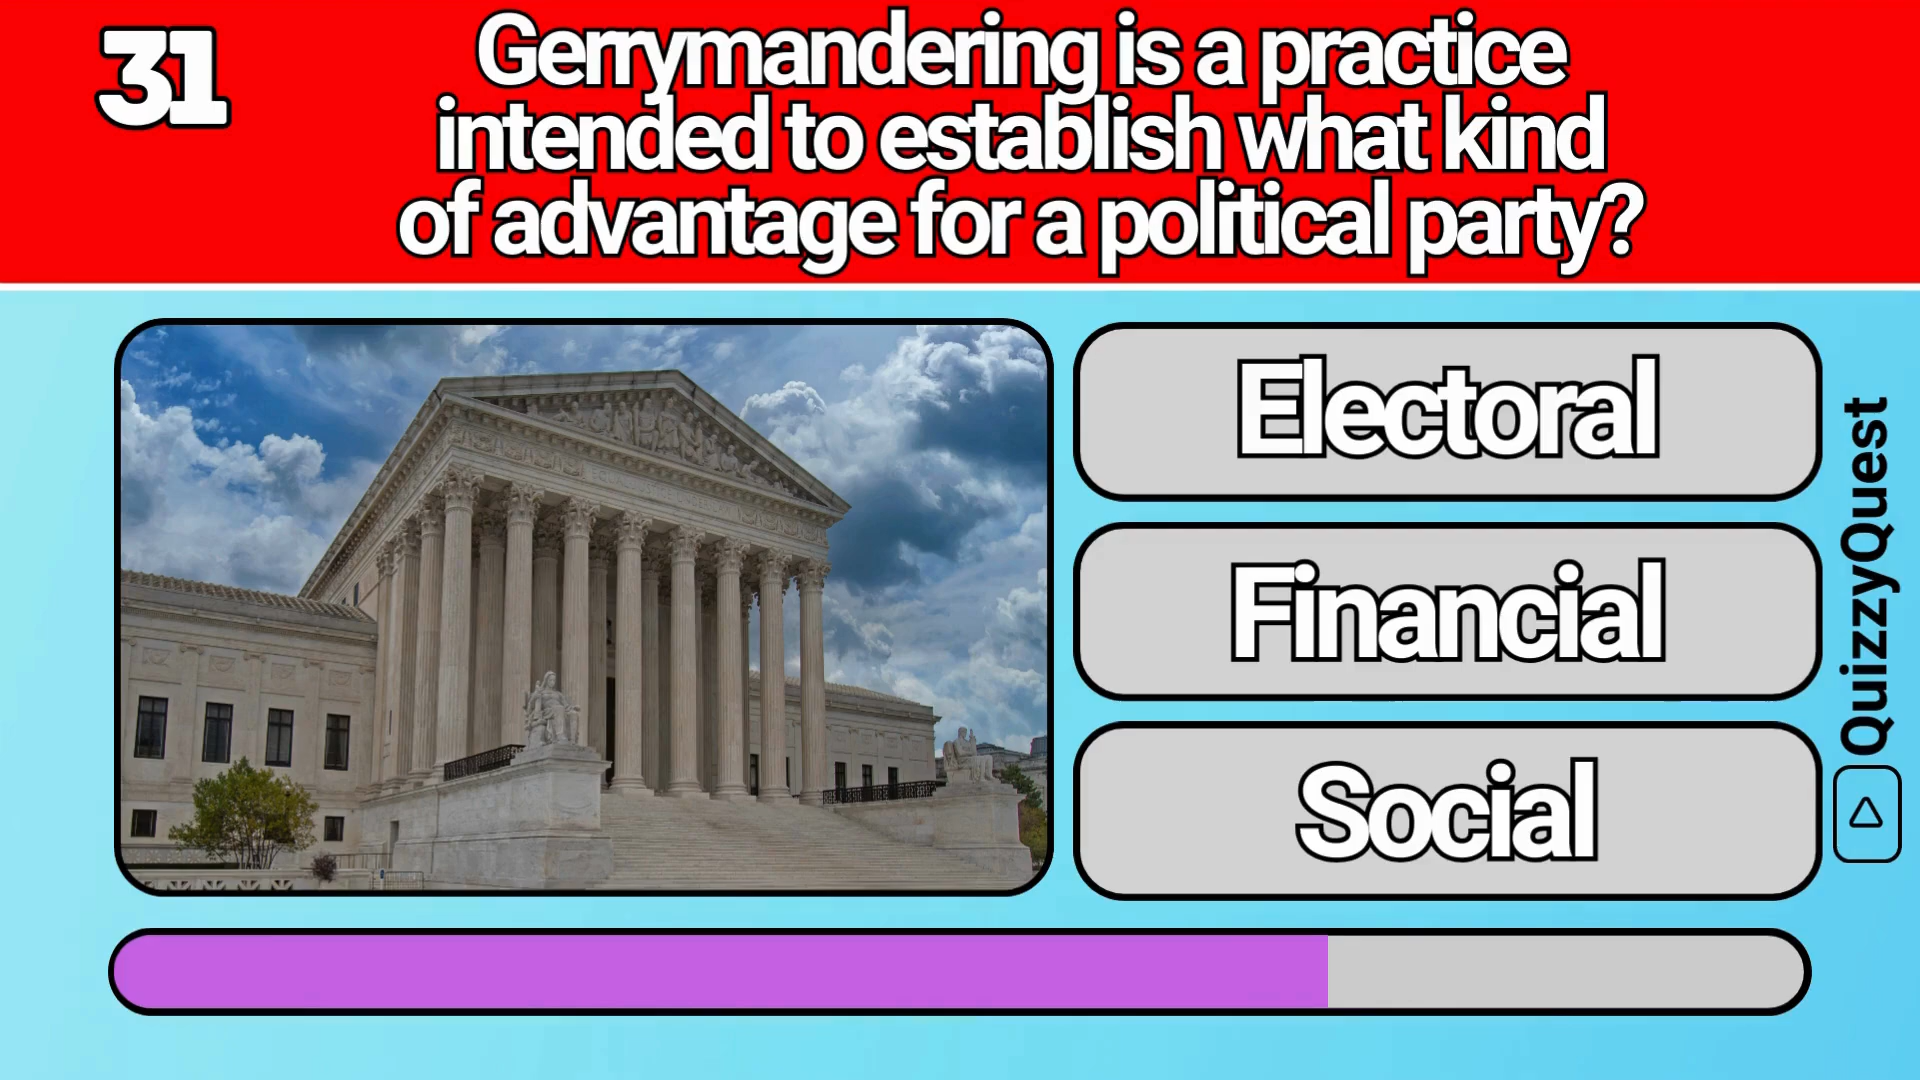 31
Gerrymandering is a practice
intended to establish what kind
of advantage for a political party?
Electoral
Financial
Social
QuizzyQuest